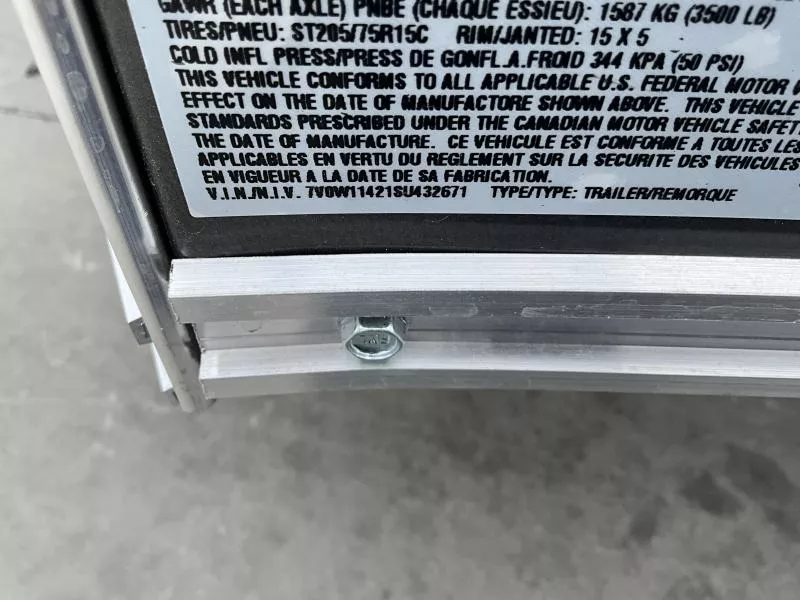 GAWR (EACH AXLE) PNBE (CHAQUE ESSIEU): 1587 KG (3500 LB)
TIRES/PNEU: ST205/75R15C RIM/JANTED: 15 X 5
COLD INFL PRESS/PRESS DE GONFL.A.FROID 344 KPA (50 PSI)
THIS VEHICLE CONFORMS TO ALL APPLICABLE U.S. FEDERAL MOTOR
EFFECT ON THE DATE OF MANUFACTORE SHOWN ABOVE. THIS VEHICLE
STANDARDS PRESCRIBED UNDER THE CANADIAN MOTOR VEHICLE SAFET
THE DATE OF MANUFACTURE. CE VEHICULE EST CONFORME A TOUTES LES
APPLICABLES EN VERTU DU REGLEMENT SUR LA SECURITE DES VEHICULES
EN VIGUEUR A LA DATE DE SA FABRICATION.
V.I.N./N.I.V. 7V0W11421SU432671 TYPE/TYPE: TRAILER/REMORQUE